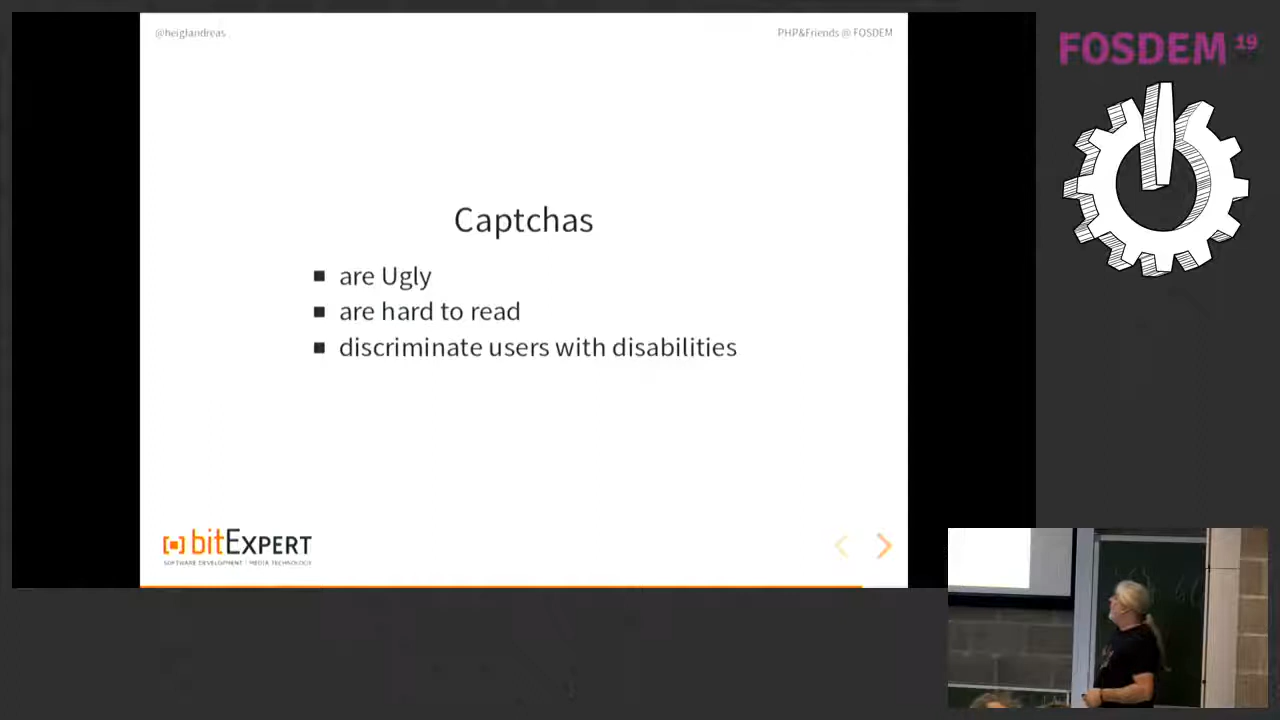 @heiglandreas
PHP&Friends @ FOSDEM
FOSDEM 19
Captchas
are Ugly
are hard to read
discriminate users with disabilities
bitExpert
SOFTWARE DEVELOPMENT | MEDIA TECHNOLOGY